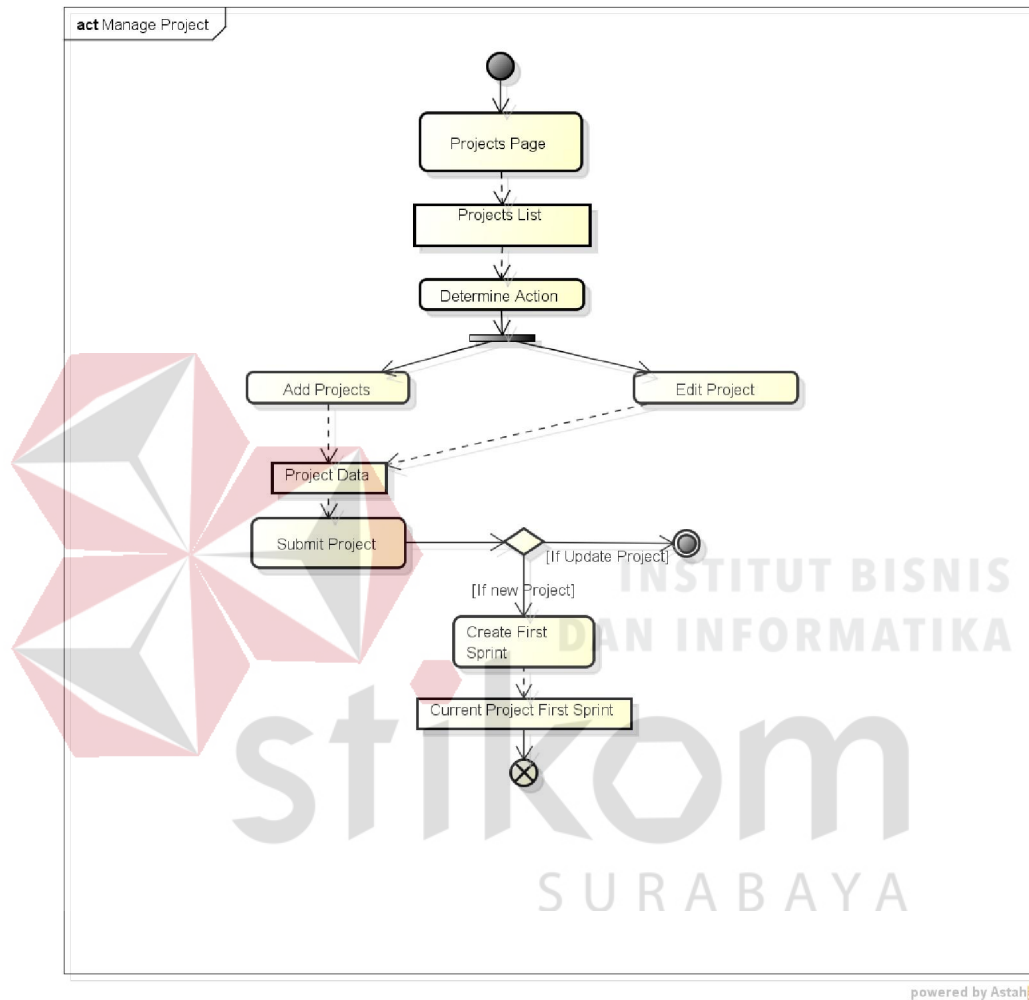 act Manage Project
Projects Page
Projects List
Determine Action
Add Projects
Edit Project
Project Data
Submit Project
[If Update Project]
[If new Project]
Create First
Sprint
Current Project First Sprint
INSTITUT BISNIS
DAN INFORMATIKA
stikom
SURABAYA
powered by Astah